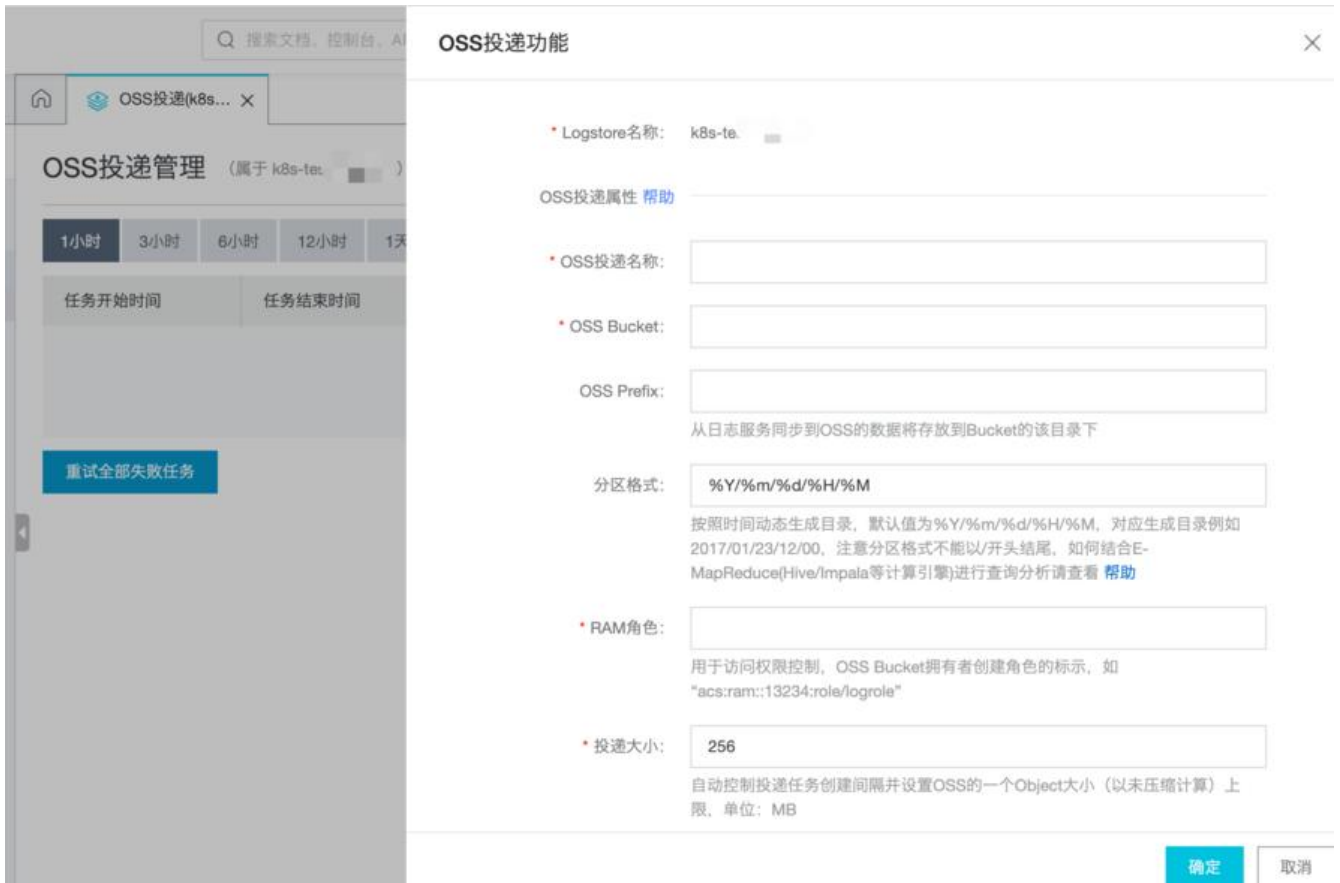 搜索文档、控制台、A
OSS投递(k8s...
OSS投递管理 （属于 k8s-te ）
1小时 3小时 6小时 12小时 1天
任务开始时间 任务结束时间
重试全部失败任务
OSS投递功能
* Logstore名称： k8s-te
OSS投递属性 帮助
* OSS投递名称：
* OSS Bucket：
OSS Prefix：
从日志服务同步到OSS的数据将存放到Bucket的该目录下
分区格式： %Y/%m/%d/%H/%M
按照时间动态生成目录，默认值为%Y/%m/%d/%H/%M，对应生成目录例如
2017/01/23/12/00，注意分区格式不能以/开头结尾，如何结合E-
MapReduce(Hive/Impala等计算引擎)进行查询分析请查看 帮助
* RAM角色：
用于访问权限控制，OSS Bucket拥有者创建角色的标示，如
“acs:ram::13234:role/logrole”
* 投递大小： 256
自动控制投递任务创建间隔并设置OSS的一个Object大小（以未压缩计算）上
限，单位：MB
确定 取消